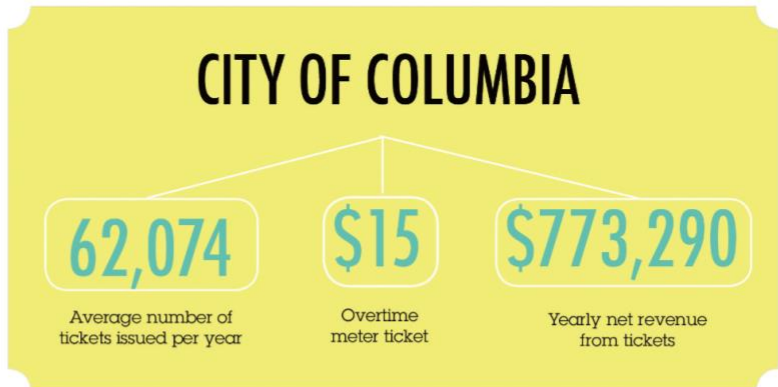 CITY OF COLUMBIA
62,074
Average number of
tickets issued per year
$15
Overtime
meter ticket
$773,290
Yearly net revenue
from tickets